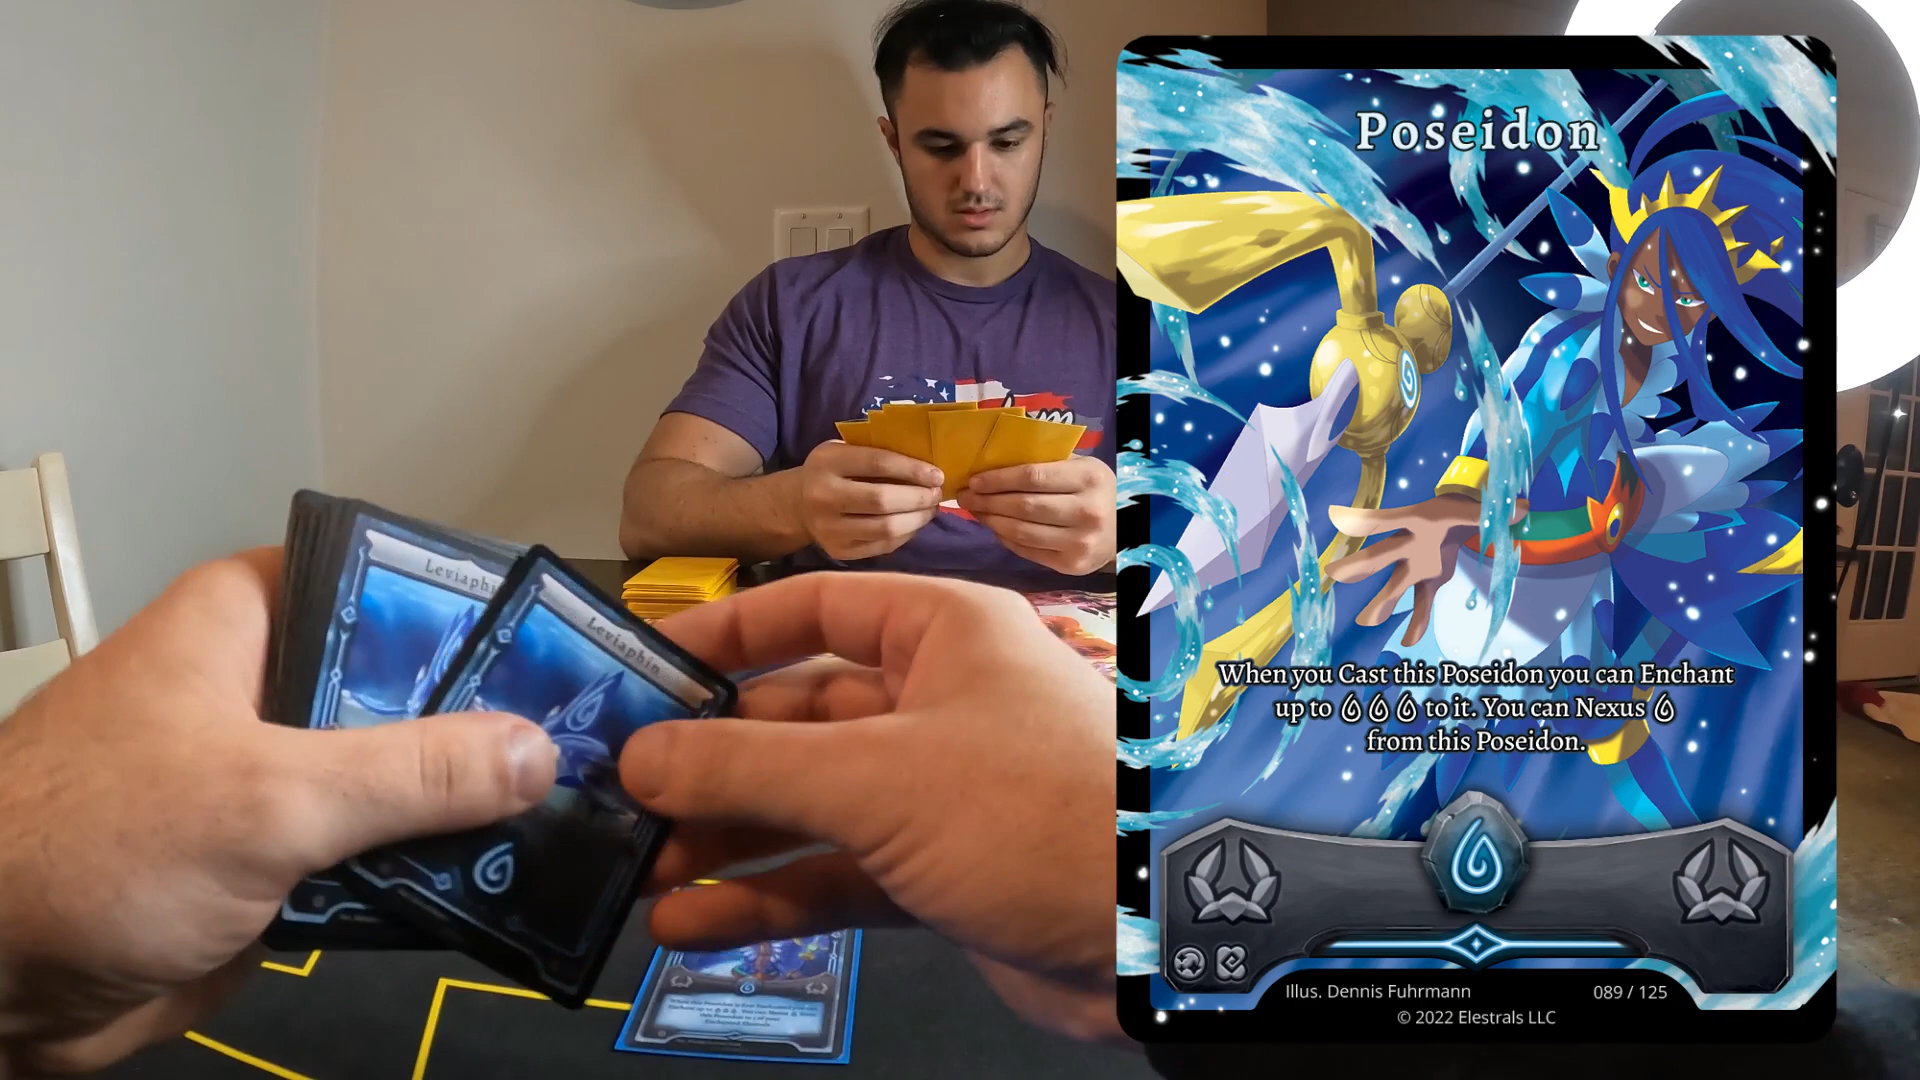 Poseidon
When you Cast this Poseidon you can Enchant
up to to it. You can Nexus
from this Poseidon.
Illus. Dennis Fuhrmann
089 / 125
© 2022 Elestrals LLC
Leviaphin
Leviaphin